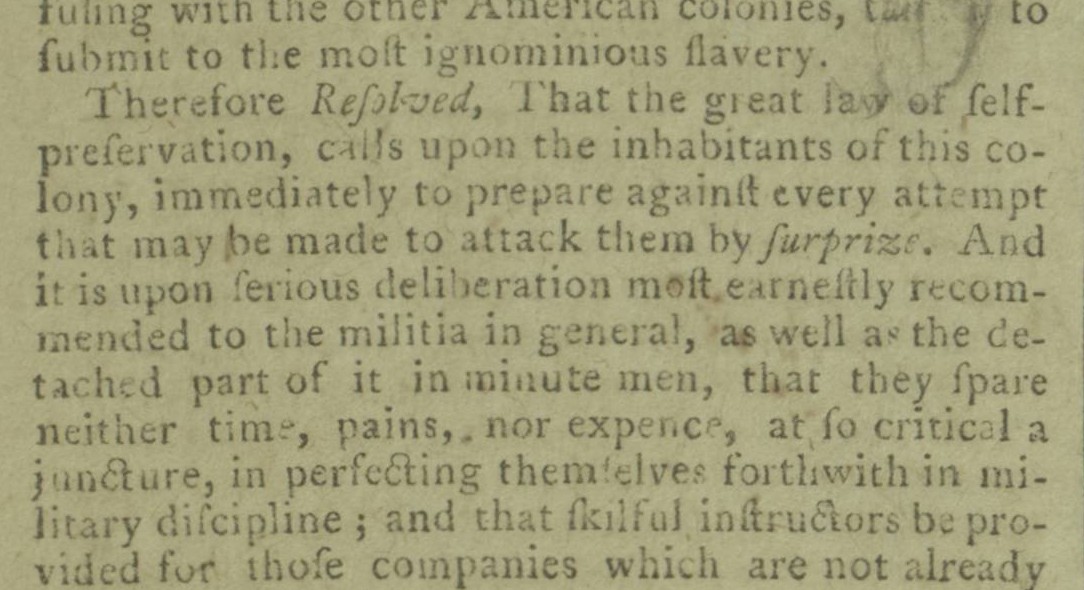 fuſing with the other American colonies, to
ſubmit to the moſt ignominious ſlavery.
Therefore Reſolved, That the great law of ſelf-
preſervation, calls upon the inhabitants of this co-
lony, immediately to prepare againſt every attempt
that may be made to attack them by ſurprize. And
it is upon ſerious deliberation moſt earneſtly recom-
mended to the militia in general, as well as the de-
tached part of it in minute men, that they ſpare
neither time, pains, nor expence, at ſo critical a
juncture, in perfecting themſelves forthwith in mi-
litary diſcipline ; and that ſkilful inſtructors be pro-
vided for thoſe companies which are not already